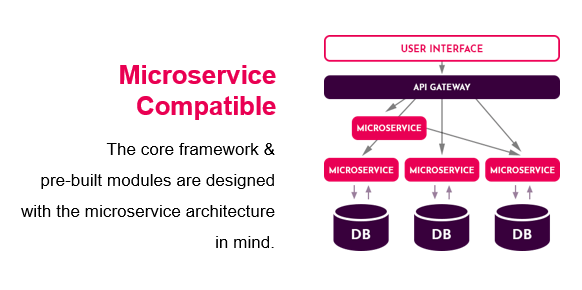 Microservice
Compatible
The core framework &
pre-built modules are designed
with the microservice architecture
in mind.
USER INTERFACE
API GATEWAY
MICROSERVICE
MICROSERVICE
MICROSERVICE
MICROSERVICE
DB
DB
DB